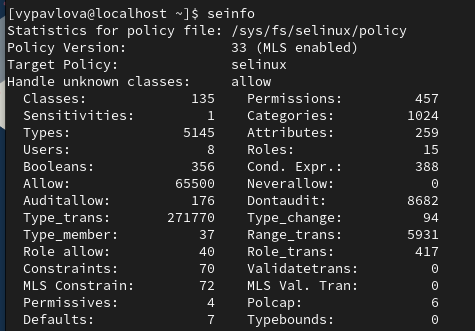 [vypavlova@localhost ~]$ seinfo
Statistics for policy file: /sys/fs/selinux/policy
Policy Version:             33 (MLS enabled)
Target Policy:              selinux
Handle unknown classes:     allow
  Classes:             135    Permissions:         457
  Sensitivities:         1    Categories:         1024
  Types:              5145    Attributes:          259
  Users:                 8    Roles:                15
  Booleans:            356    Cond. Expr.:         388
  Allow:             65500    Neverallow:            0
  Auditallow:          176    Dontaudit:          8682
  Type_trans:       271770    Type_change:          94
  Type_member:          37    Range_trans:        5931
  Role allow:           40    Role_trans:          417
  Constraints:          70    Validatetrans:         0
  MLS Constrain:        72    MLS Val. Tran:         0
  Permissives:           4    Polcap:                6
  Defaults:              7    Typebounds:            0